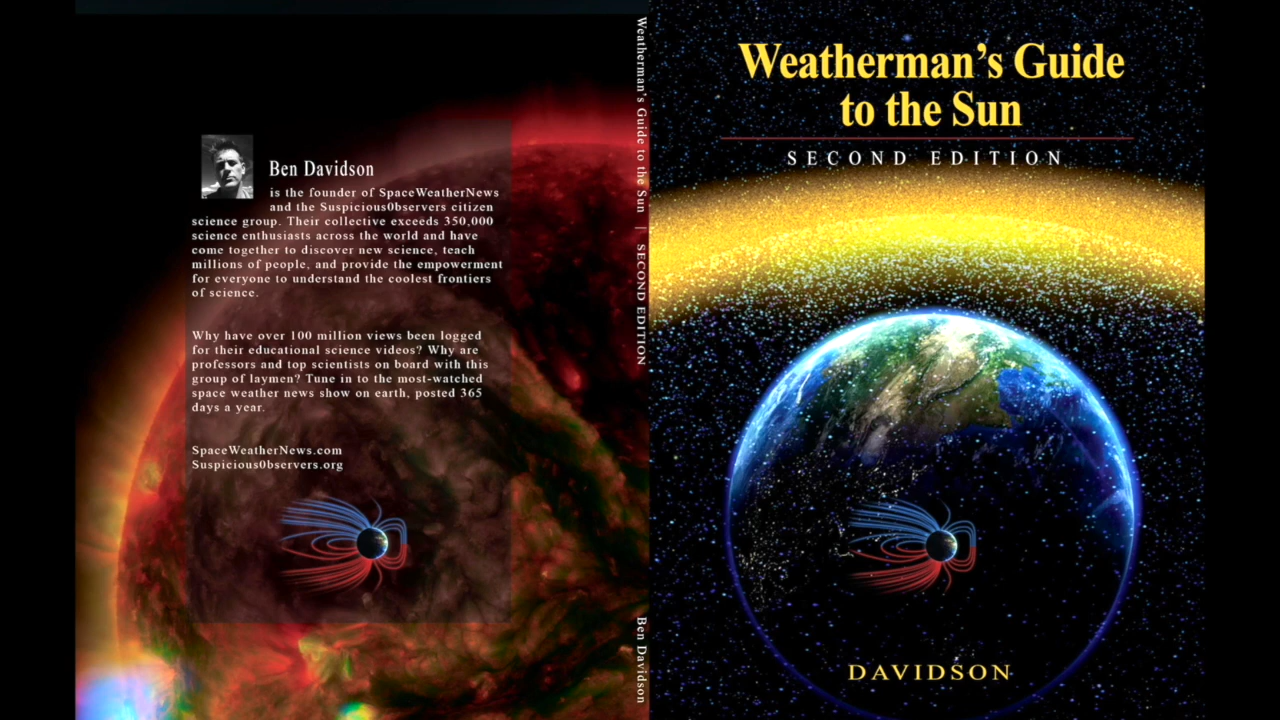 Ben Davidson
is the founder of SpaceWeatherNews
and the Suspicious0bservers citizen
science group. Their collective exceeds 350,000
science enthusiasts across the world and have
come together to discover new science, teach
millions of people, and provide the empowerment
for everyone to understand the coolest frontiers
of science.
Why have over 100 million views been logged
for their educational science videos? Why are
professors and top scientists on board with this
group of laymen? Tune in to the most-watched
space weather news show on earth, posted 365
days a year.
SpaceWeatherNews.com
Suspicious0bservers.org
Weatherman's Guide to the Sun | SECOND EDITION
Ben Davidson
Weatherman's Guide
to the Sun
SECOND EDITION
DAVIDSON